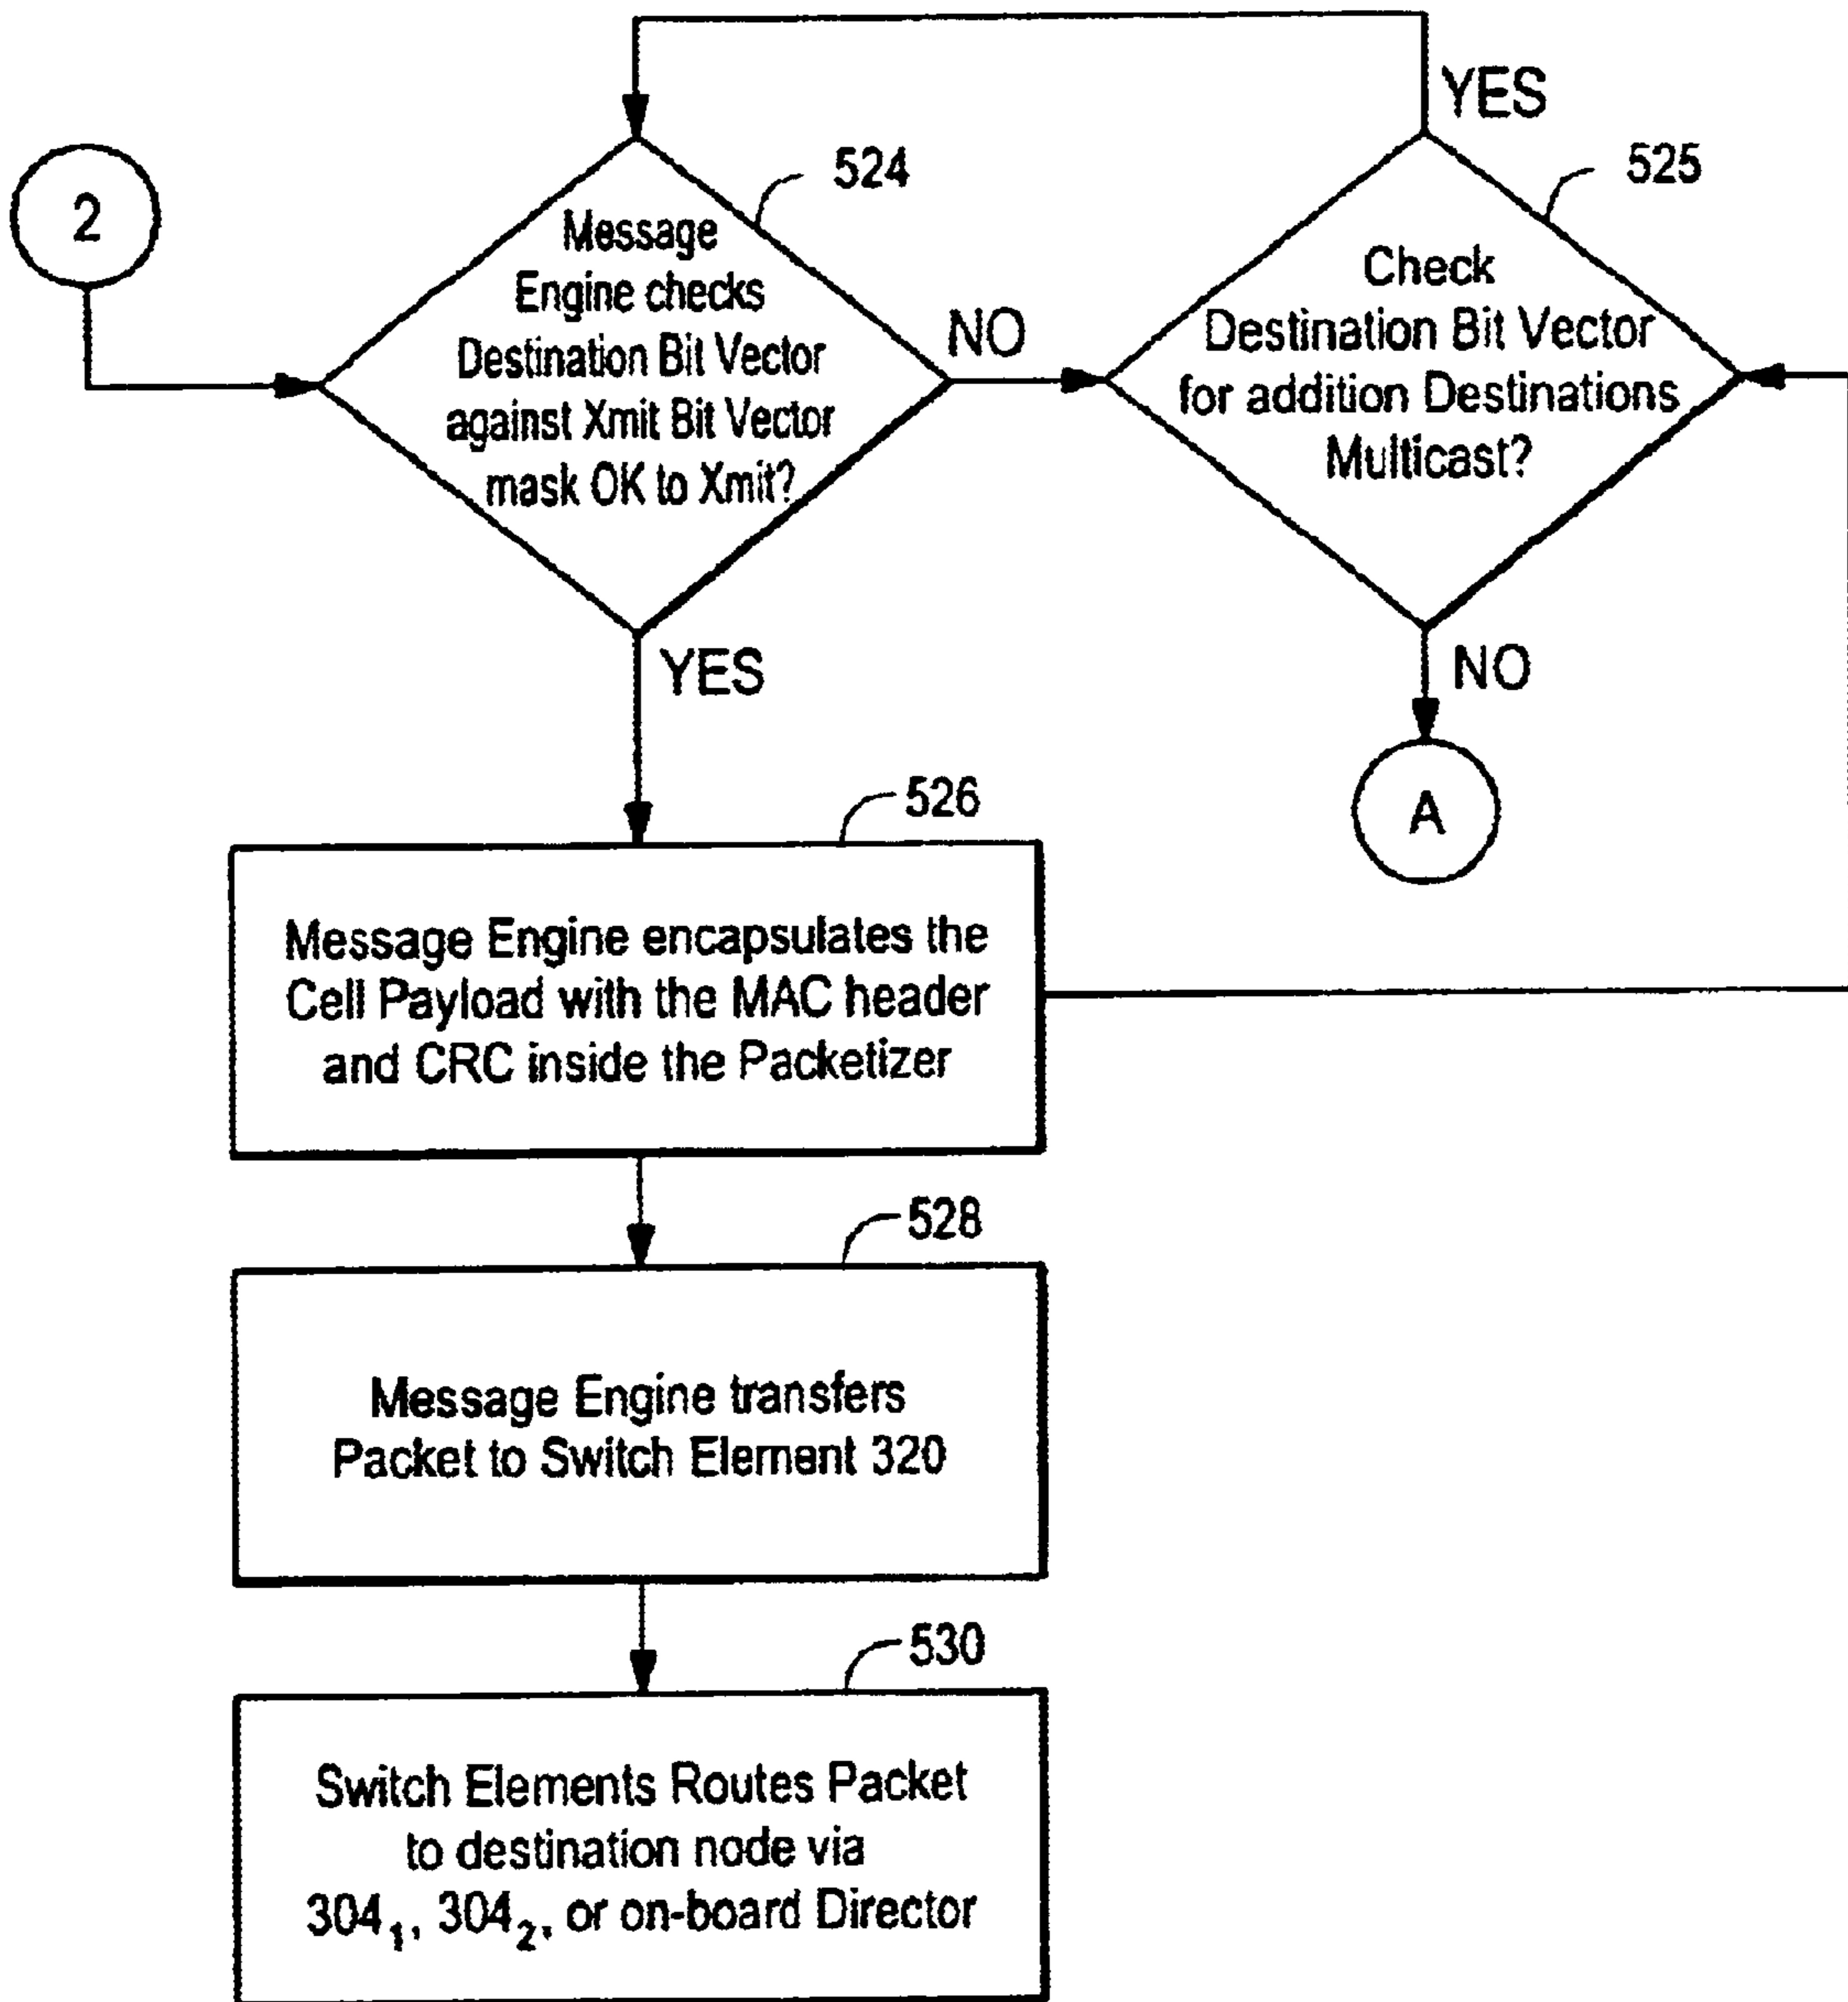 YES
2
524
Message
Engine checks
Destination Bit Vector
against Xmit Bit Vector
mask OK to Xmit?
NO
525
Check
Destination Bit Vector
for addition Destinations
Multicast?
YES
NO
A
526
Message Engine encapsulates the
Cell Payload with the MAC header
and CRC inside the Packetizer
528
Message Engine transfers
Packet to Switch Element 320
530
Switch Elements Routes Packet
to destination node via
304₁, 304₂, or on-board Director